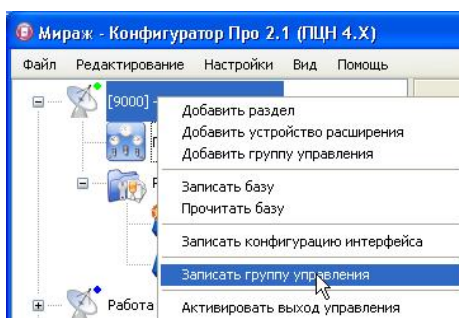 Мираж - Конфигуратор Про 2.1 (ПЦН 4.X)
Файл Редактирование Настройки Вид Помощь
[9000] -
Добавить раздел
Добавить устройство расширения
Добавить группу управления
Записать базу
Прочитать базу
Записать конфигурацию интерфейса
Записать группу управления
Работа
Активировать выход управления